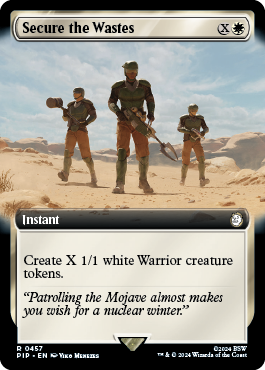 Secure the Wastes X
Instant
Create X 1/1 white Warrior creature
tokens.
“Patrolling the Mojave almost makes
you wish for a nuclear winter.”
R 0457
©2024 BSW
PIP • EN Yiko Menezes
™ & © 2024 Wizards of the Coast